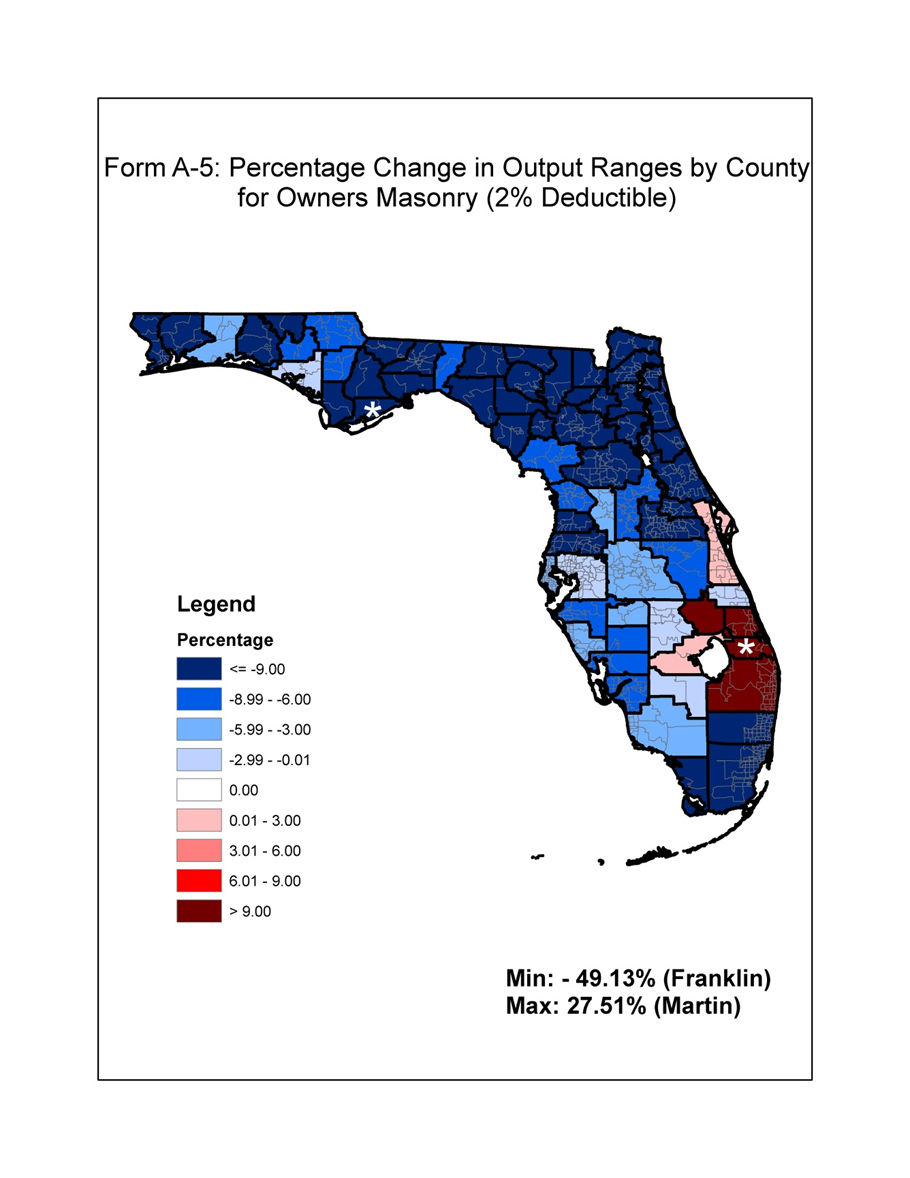 Form A-5: Percentage Change in Output Ranges by County
for Owners Masonry (2% Deductible)
*
*
Legend
Percentage
<= -9.00
-8.99 - -6.00
-5.99 - -3.00
-2.99 - -0.01
0.00
0.01 - 3.00
3.01 - 6.00
6.01 - 9.00
> 9.00
Min: - 49.13% (Franklin)
Max: 27.51% (Martin)